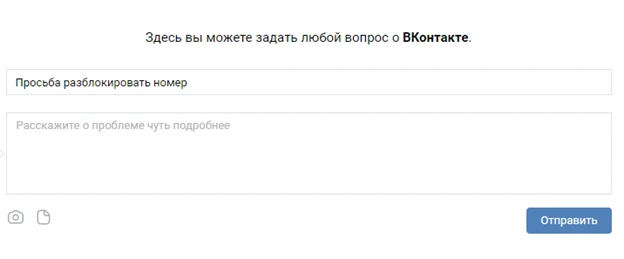 Здесь вы можете задать любой вопрос о ВКонтакте.
Просьба разблокировать номер
Расскажите о проблеме чуть подробнее
Отправить